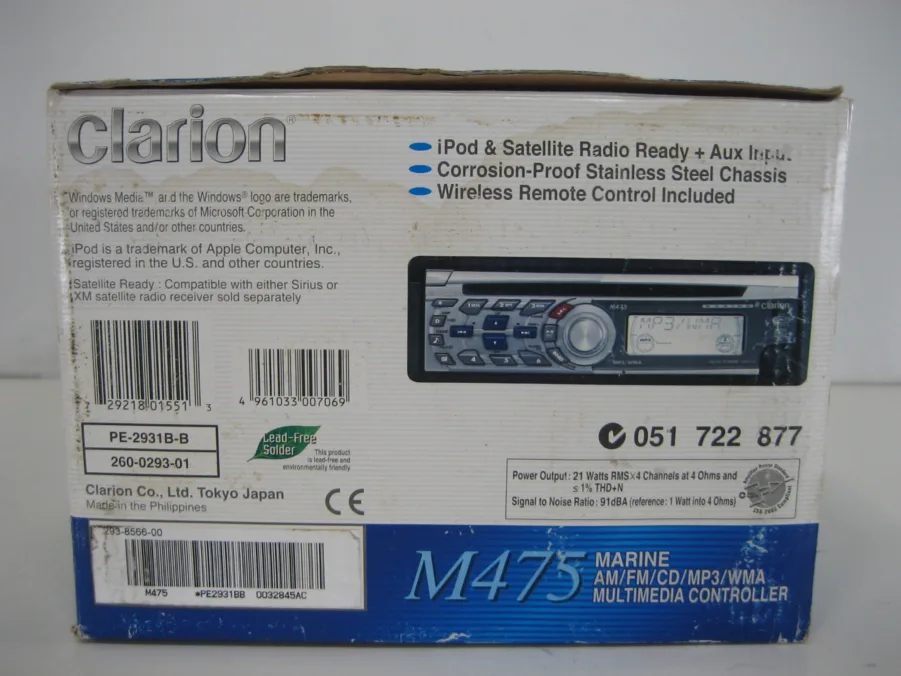 clarion®
Windows Media™ and the Windows® logo are trademarks,
or registered trademarks of Microsoft Corporation in the
United States and/or other countries.
iPod is a trademark of Apple Computer, Inc.,
registered in the U.S. and other countries.
Satellite Ready : Compatible with either Sirius or
XM satellite radio receiver sold separately
iPod & Satellite Radio Ready + Aux Input
Corrosion-Proof Stainless Steel Chassis
Wireless Remote Control Included
M475
clarion
MP3/WMA
7 29218 01551 3
4 961033 007069
PE-2931B-B
260-0293-01
Lead-Free
Solder
This product
is lead-free and
environmentally friendly
051 722 877
Power Output : 21 Watts RMS×4 Channels at 4 Ohms and
≤ 1% THD+N
Signal to Noise Ratio : 91dBA (reference: 1 Watt into 4 Ohms)
Clarion Co., Ltd. Tokyo Japan
Made in the Philippines
CE
293-8566-00
M475 *PE2931BB 0032845AC
M475
MARINE
AM/FM/CD/MP3/WMA
MULTIMEDIA CONTROLLER